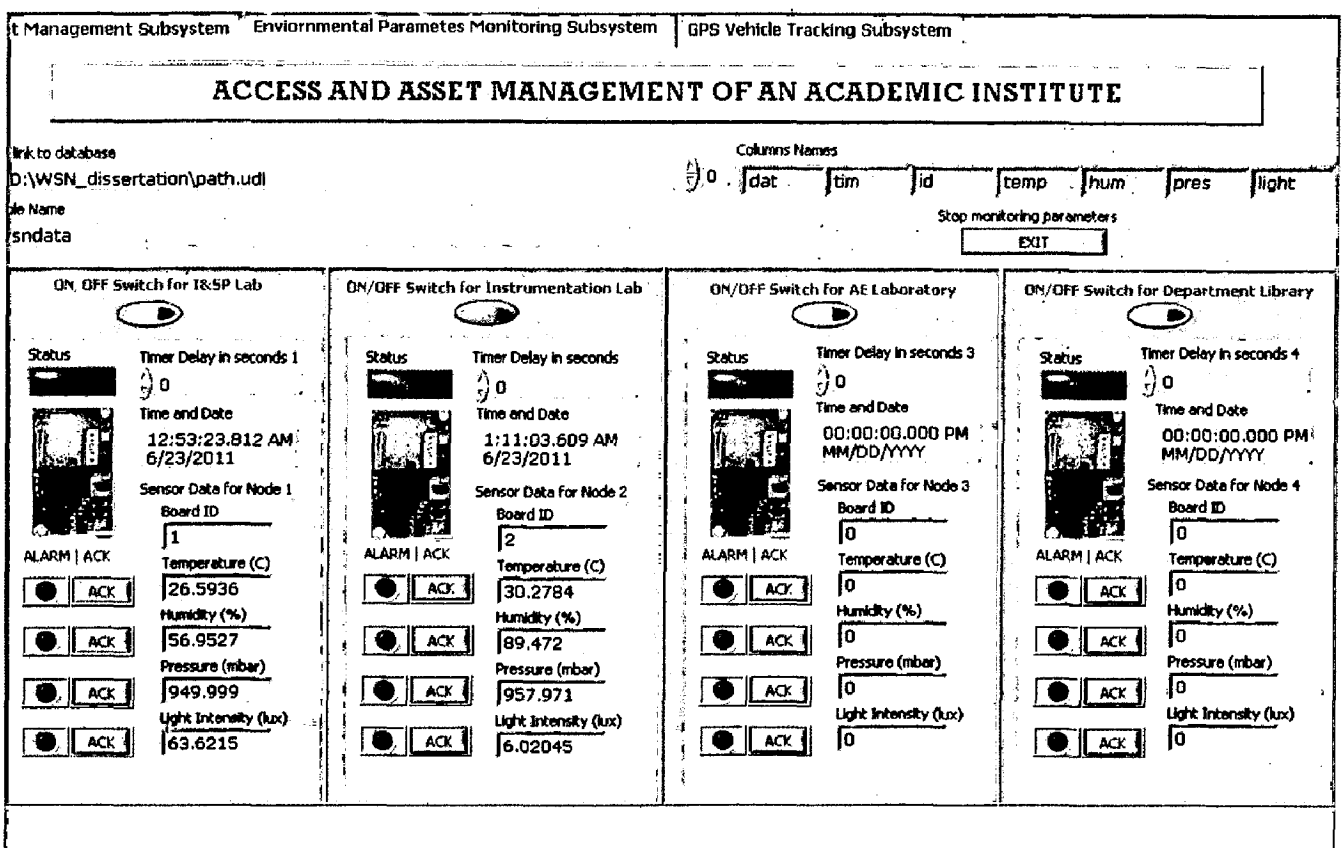 t Management Subsystem Enviornmental Parametes Monitoring Subsystem GPS Vehicle Tracking Subsystem
ACCESS AND ASSET MANAGEMENT OF AN ACADEMIC INSTITUTE
link to database
Columns Names
D:\WSN_dissertation\path.udl
0 dat tim id temp hum pres light
ble Name
Stop monitoring parameters
sndata
EXIT
ON, OFF Switch for I&SP Lab
Status
Timer Delay in seconds 1
0
Time and Date
12:53:23.812 AM
6/23/2011
Sensor Data for Node 1
Board ID
1
ALARM | ACK
Temperature (C)
ACK 26.5936
Humidity (%)
ACK 56.9527
Pressure (mbar)
ACK 949.999
Light Intensity (lux)
ACK 63.6215
ON/OFF Switch for Instrumentation Lab
Status
Timer Delay in seconds
0
Time and Date
1:11:03.609 AM
6/23/2011
Sensor Data for Node 2
Board ID
2
ALARM | ACK
Temperature (C)
ACK 30.2784
Humidity (%)
ACK 89.472
Pressure (mbar)
ACK 957.971
Light Intensity (lux)
ACK 6.02045
ON/OFF Switch for AE Laboratory
Status
Timer Delay in seconds 3
0
Time and Date
00:00:00.000 PM
MM/DD/YYYY
Sensor Data for Node 3
Board ID
0
ALARM | ACK
Temperature (C)
ACK 0
Humidity (%)
ACK 0
Pressure (mbar)
ACK 0
Light Intensity (lux)
ACK 0
ON/OFF Switch for Department Library
Status
Timer Delay in seconds 4
0
Time and Date
00:00:00.000 PM
MM/DD/YYYY
Sensor Data for Node 4
Board ID
0
ALARM | ACK
Temperature (C)
ACK 0
Humidity (%)
ACK 0
Pressure (mbar)
ACK 0
Light Intensity (lux)
ACK 0